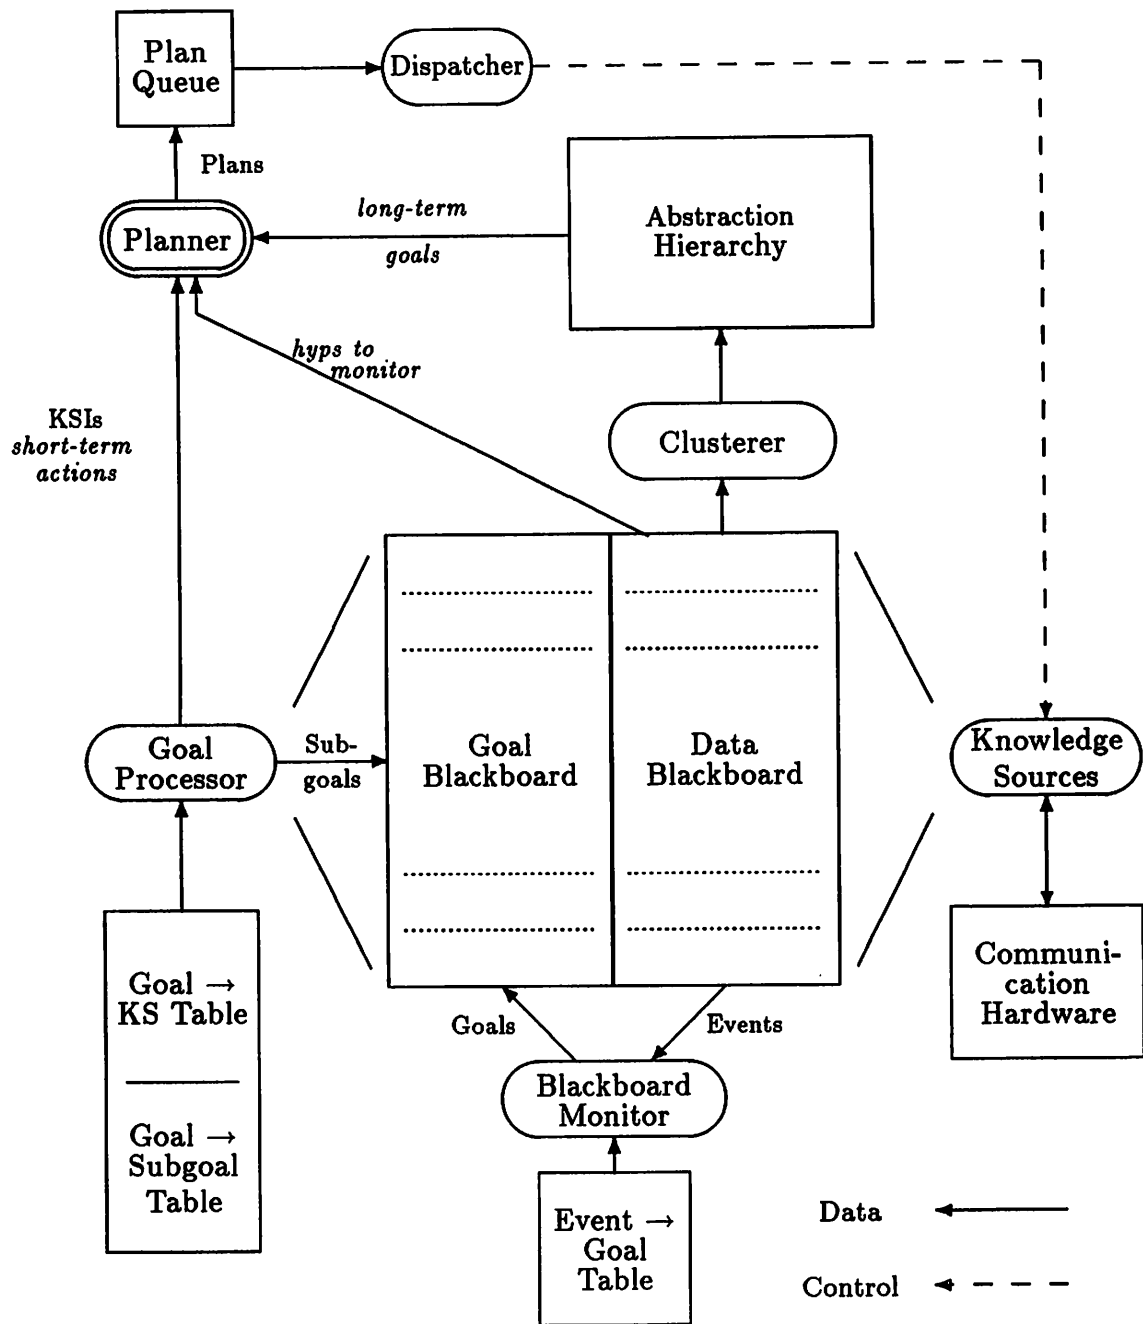 Plan
Queue
Dispatcher
Plans
Planner
long-term
goals
Abstraction
Hierarchy
hyps to
monitor
KSIs
short-term
actions
Clusterer
Goal
Processor
Sub-
goals
Goal
Blackboard
Data
Blackboard
Knowledge
Sources
Goal →
KS Table
Goal →
Subgoal
Table
Communi-
cation
Hardware
Goals
Events
Blackboard
Monitor
Event →
Goal
Table
Data
Control